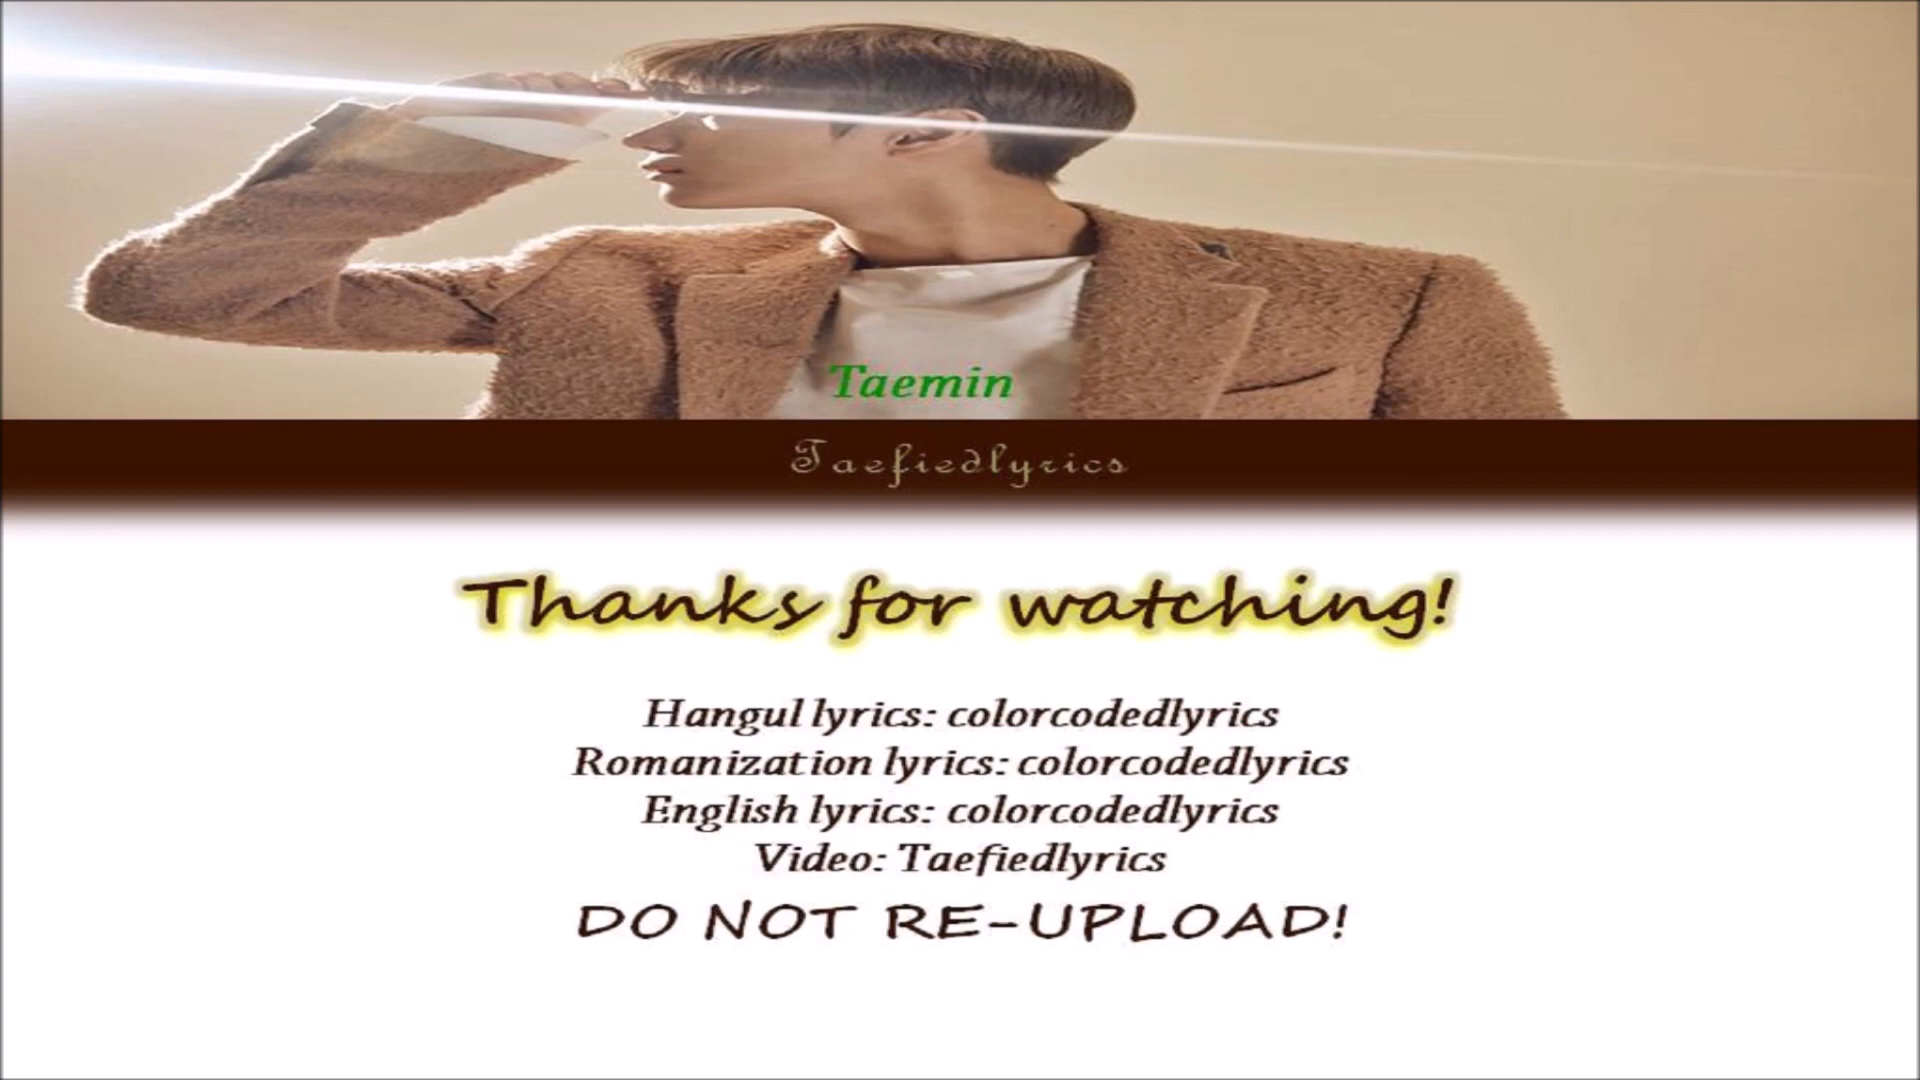 Taemin
Taefiedlyrics
Thanks for watching!
Hangul lyrics: colorcodedlyrics
Romanization lyrics: colorcodedlyrics
English lyrics: colorcodedlyrics
Video: Taefiedlyrics
DO NOT RE-UPLOAD!